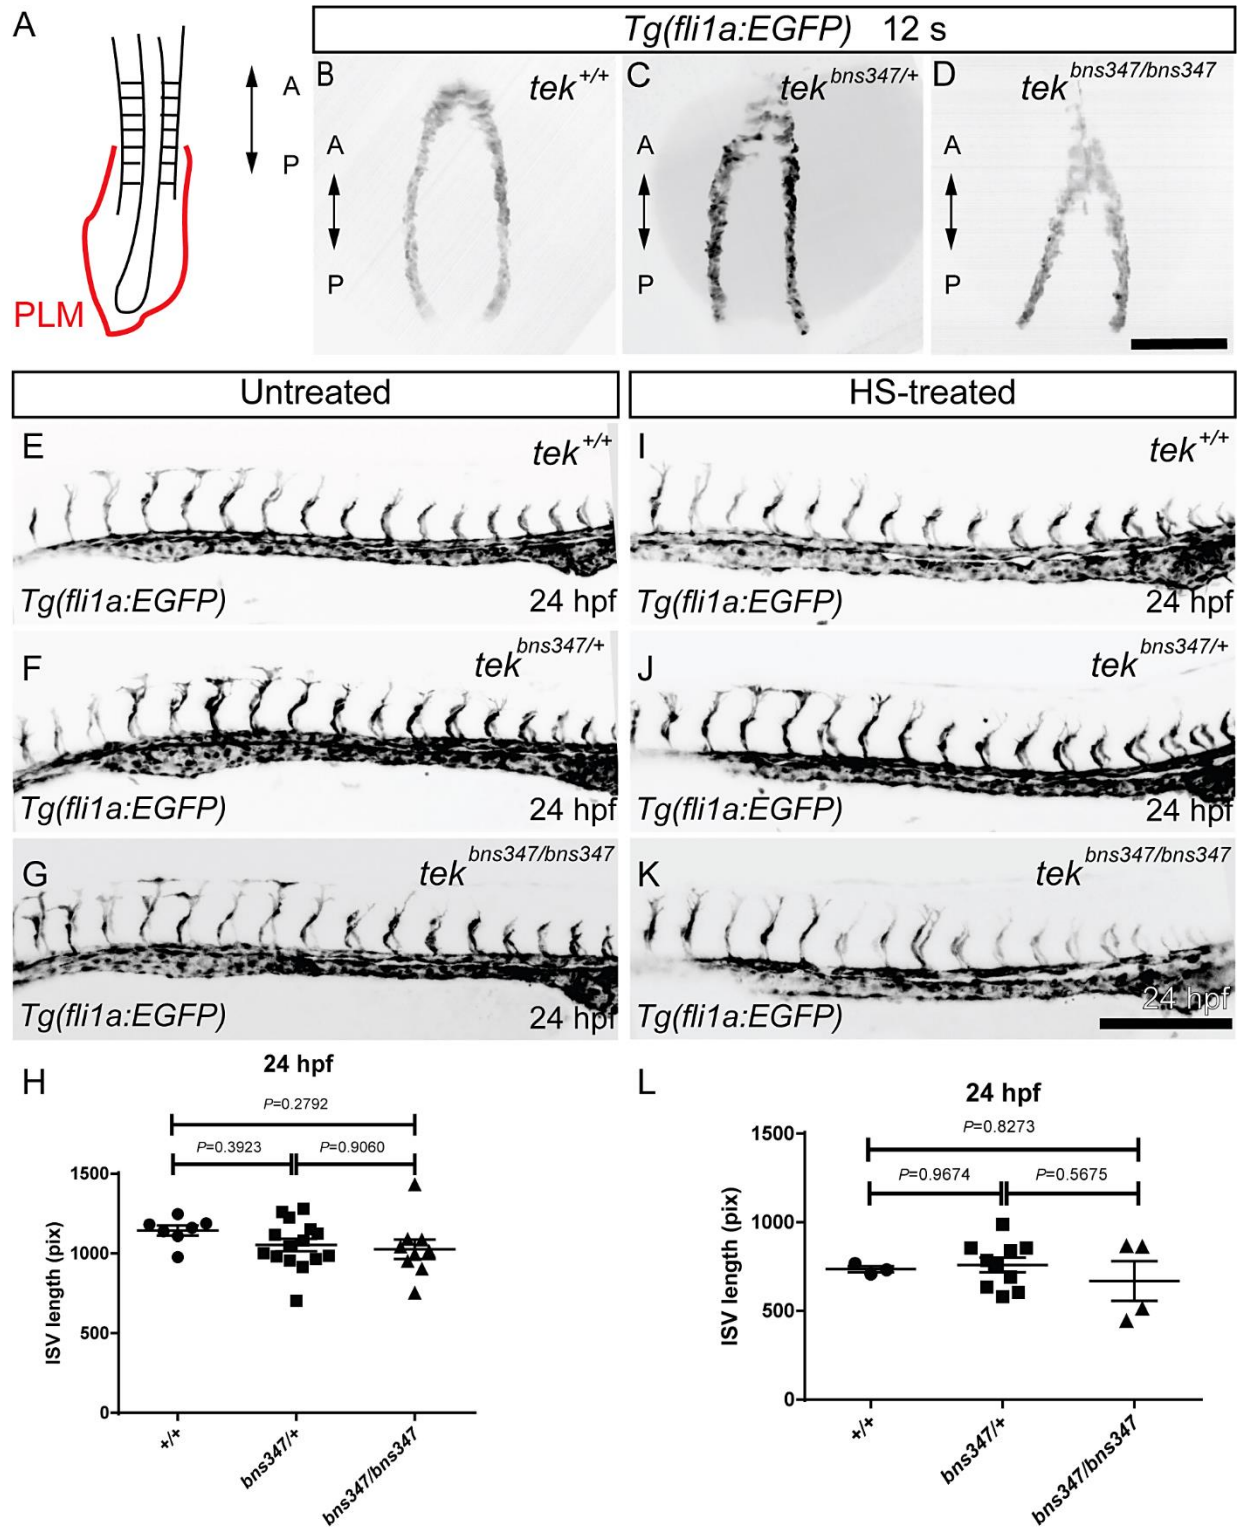 A
A
P
PLM
Tg(fli1a:EGFP) 12 s
B
tek+/+
A
P
C
tekbns347/+
A
P
D
tekbns347/bns347
A
P
Untreated
HS-treated
E
tek+/+
Tg(fli1a:EGFP)
24 hpf
I
tek+/+
Tg(fli1a:EGFP)
24 hpf
F
tekbns347/+
Tg(fli1a:EGFP)
24 hpf
J
tekbns347/+
Tg(fli1a:EGFP)
24 hpf
G
tekbns347/bns347
Tg(fli1a:EGFP)
24 hpf
K
tekbns347/bns347
Tg(fli1a:EGFP)
24 hpf
H
24 hpf
P=0.2792
P=0.3923
P=0.9060
ISV length (pix)
1500
1000
500
0
+/+
bns347/+
bns347/bns347
L
24 hpf
P=0.8273
P=0.9674
P=0.5675
ISV length (pix)
1500
1000
500
0
+/+
bns347/+
bns347/bns347